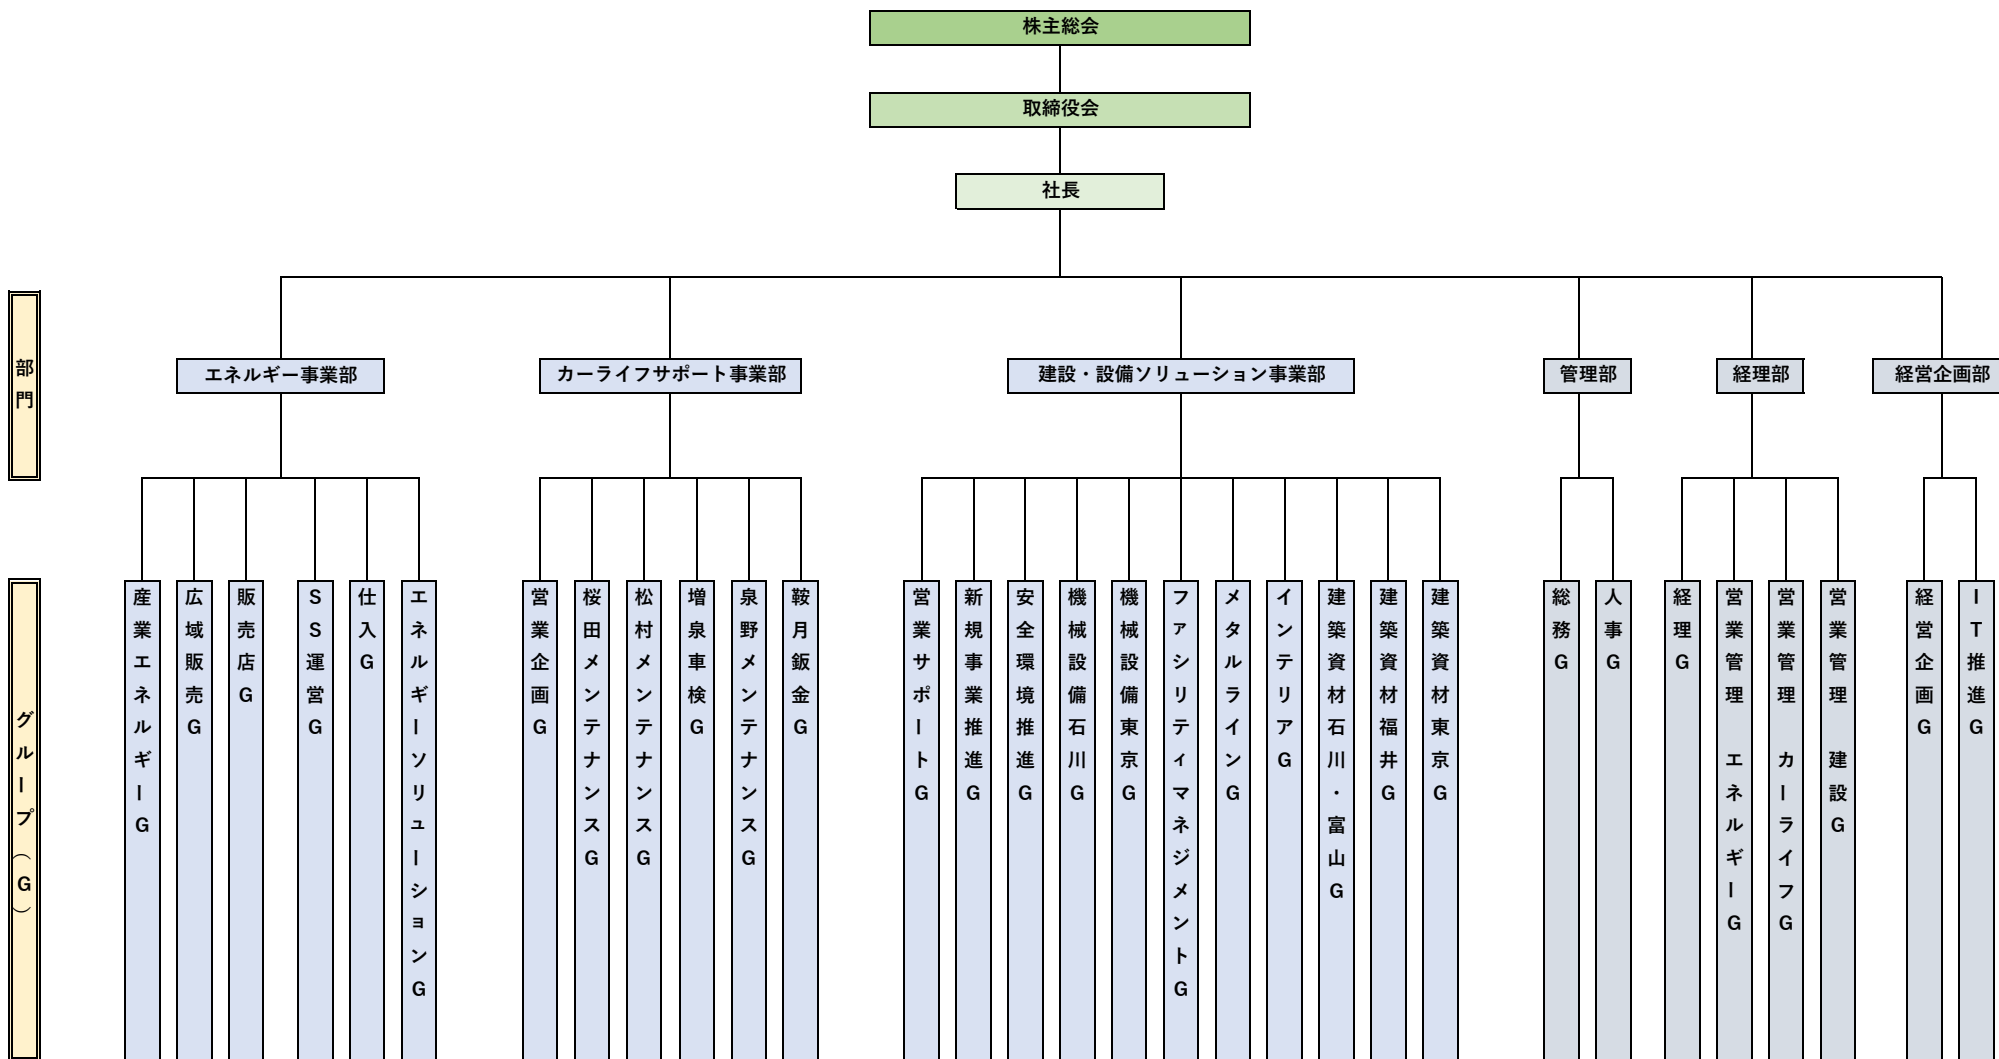 株主総会
取締役会
社長
部門
エネルギー事業部
カーライフサポート事業部
建設・設備ソリューション事業部
管理部
経理部
経営企画部
グループ（G）
産業エネルギーG
広域販売G
販売店G
SS運営G
仕入G
エネルギーソリューションG
営業企画G
桜田メンテナンスG
松村メンテナンスG
増泉車検G
泉野メンテナンスG
鞍月鈑金G
営業サポートG
新規事業推進G
安全環境推進G
機械設備石川G
機械設備東京G
ファシリティマネジメントG
メタルラインG
インテリアG
建築資材石川・富山G
建築資材福井G
建築資材東京G
総務G
人事G
経理G
営業管理　エネルギーG
営業管理　カーライフG
営業管理　建設G
経営企画G
IT推進G